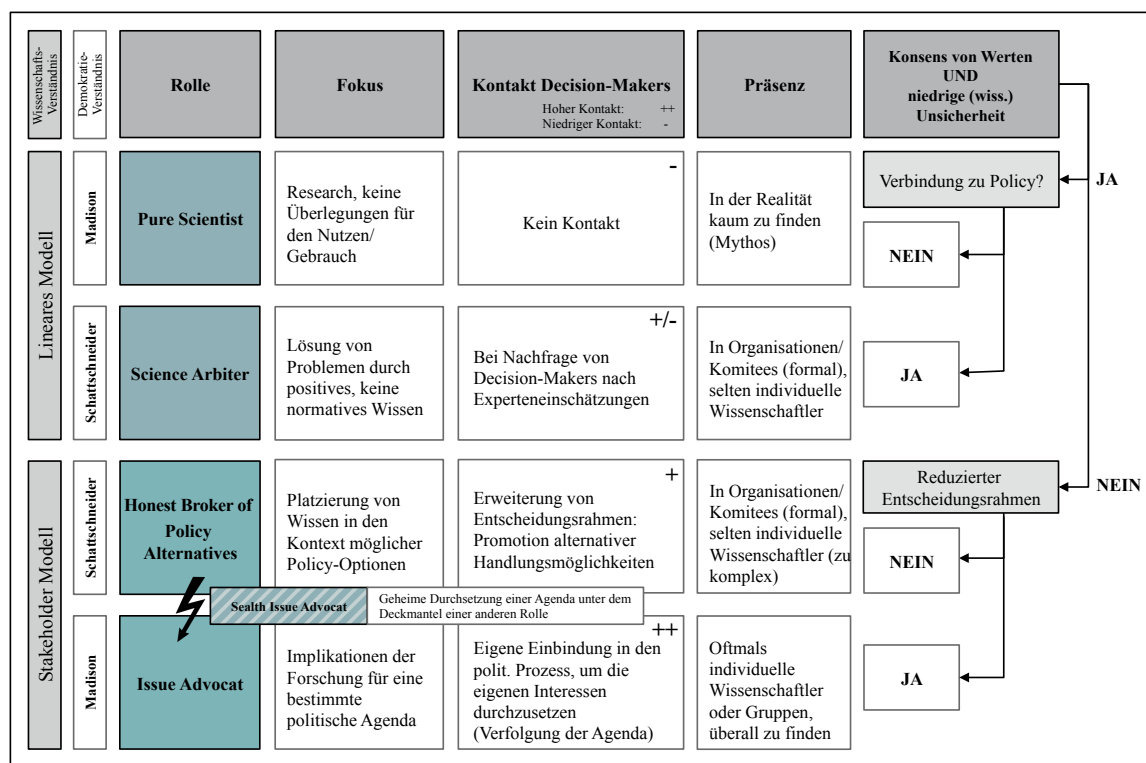 Wissenschafts-
Verständnis
Demokratie-
Verständnis
Rolle
Fokus
Kontakt Decision-Makers
Hoher Kontakt: ++
Niedriger Kontakt: -
Präsenz
Konsens von Werten
UND
niedrige (wiss.)
Unsicherheit
Lineares Modell
Madison
Pure Scientist
Research, keine
Überlegungen für
den Nutzen/
Gebrauch
-
Kein Kontakt
In der Realität
kaum zu finden
(Mythos)
Verbindung zu Policy?
JA
NEIN
Schattschneider
Science Arbiter
Lösung von
Problemen durch
positives, keine
normatives Wissen
+/-
Bei Nachfrage von
Decision-Makers nach
Experteneinschätzungen
In Organisationen/
Komitees (formal),
selten individuelle
Wissenschaftler
JA
Stakeholder Modell
Schattschneider
Honest Broker of
Policy
Alternatives
Platzierung von
Wissen in den
Kontext möglicher
Policy-Optionen
+
Erweiterung von
Entscheidungsrahmen:
Promotion alternativer
Handlungsmöglichkeiten
In Organisationen/
Komitees (formal),
selten individuelle
Wissenschaftler (zu
komplex)
Reduzierter
Entscheidungsrahmen
NEIN
NEIN
Sealth Issue Advocat
Geheime Durchsetzung einer Agenda unter dem
Deckmantel einer anderen Rolle
Madison
Issue Advocat
Implikationen der
Forschung für eine
bestimmte
politische Agenda
++
Eigene Einbindung in den
polit. Prozess, um die
eigenen Interessen
durchzusetzen
(Verfolgung der Agenda)
Oftmals
individuelle
Wissenschaftler
oder Gruppen,
überall zu finden
JA